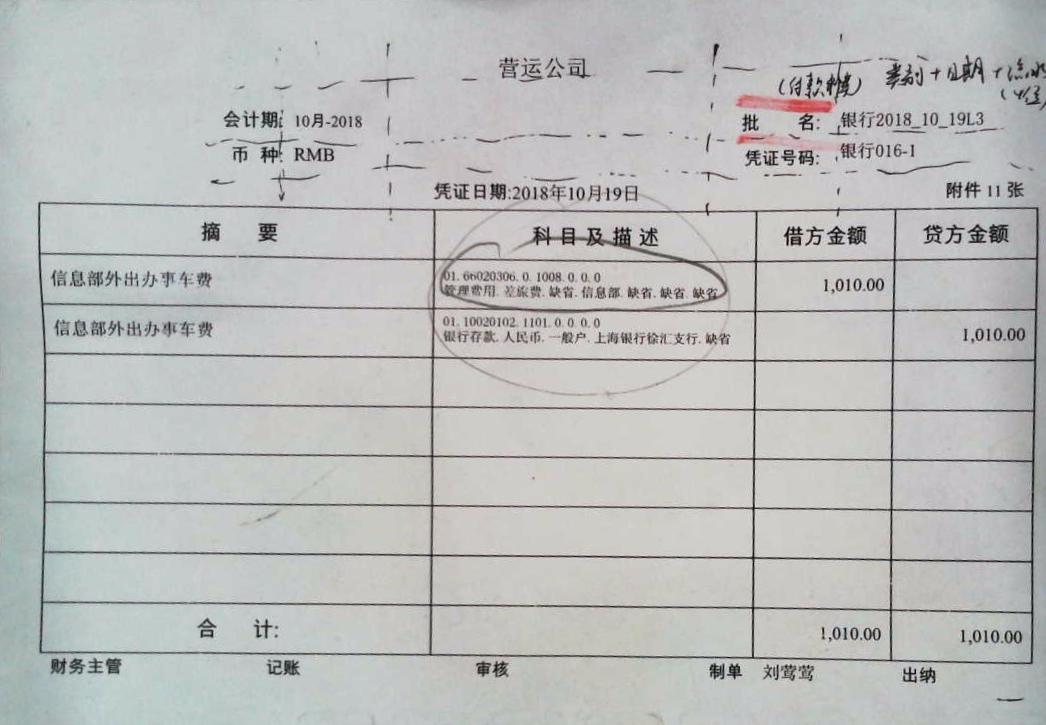 营运公司
(付款 类别+日期+
会计期: 10月-2018
批 名: 银行2018_10_19L3
币 种: RMB
凭证号码: 银行016-1
凭证日期:2018年10月19日
附件 11 张
摘 要 科目及描述 借方金额 贷方金额
信息部外出办事车费 01. 66020306. 0. 1008. 0. 0. 0 1,010.00
管理费用. 差旅费. 缺省. 信息部. 缺省. 缺省. 缺省
信息部外出办事车费 01. 10020102. 1101. 0. 0. 0. 0 1,010.00
银行存款. 人民币. 一般户. 上海银行徐汇支行. 缺省
合 计: 1,010.00 1,010.00
财务主管 记账 审核 制单 刘莺莺 出纳